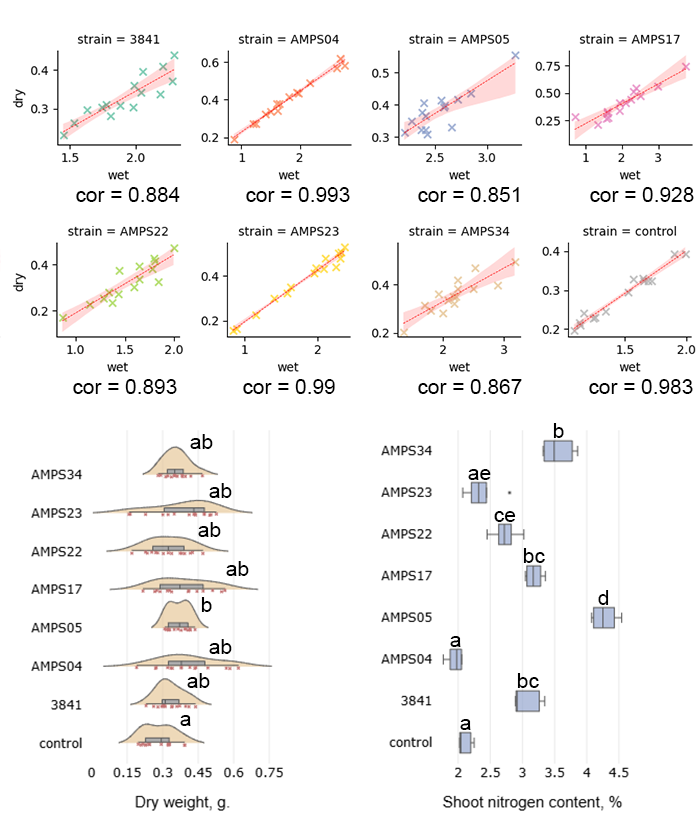 strain = 3841 strain = AMPS04 strain = AMPS05 strain = AMPS17
dry
0.4
0.3
1.5 2.0
wet
cor = 0.884
0.6
0.4
0.2
1 2
wet
cor = 0.993
0.5
0.4
0.3
2.5 3.0
wet
cor = 0.851
0.75
0.50
0.25
1 2 3
wet
cor = 0.928
strain = AMPS22 strain = AMPS23 strain = AMPS34 strain = control
dry
0.4
0.2
1.0 1.5 2.0
wet
cor = 0.893
0.4
0.2
1 2
wet
cor = 0.99
0.4
0.2
2 3
wet
cor = 0.867
0.4
0.3
0.2
1.5 2.0
wet
cor = 0.983
AMPS34 ab
AMPS23 ab
AMPS22 ab
AMPS17 ab
AMPS05 b
AMPS04 ab
3841 ab
control a
0 0.15 0.3 0.45 0.6 0.75
Dry weight, g.
AMPS34 b
AMPS23 ae
AMPS22 ce
AMPS17 bc
AMPS05 d
AMPS04 a
3841 bc
control a
2 2.5 3 3.5 4 4.5
Shoot nitrogen content, %